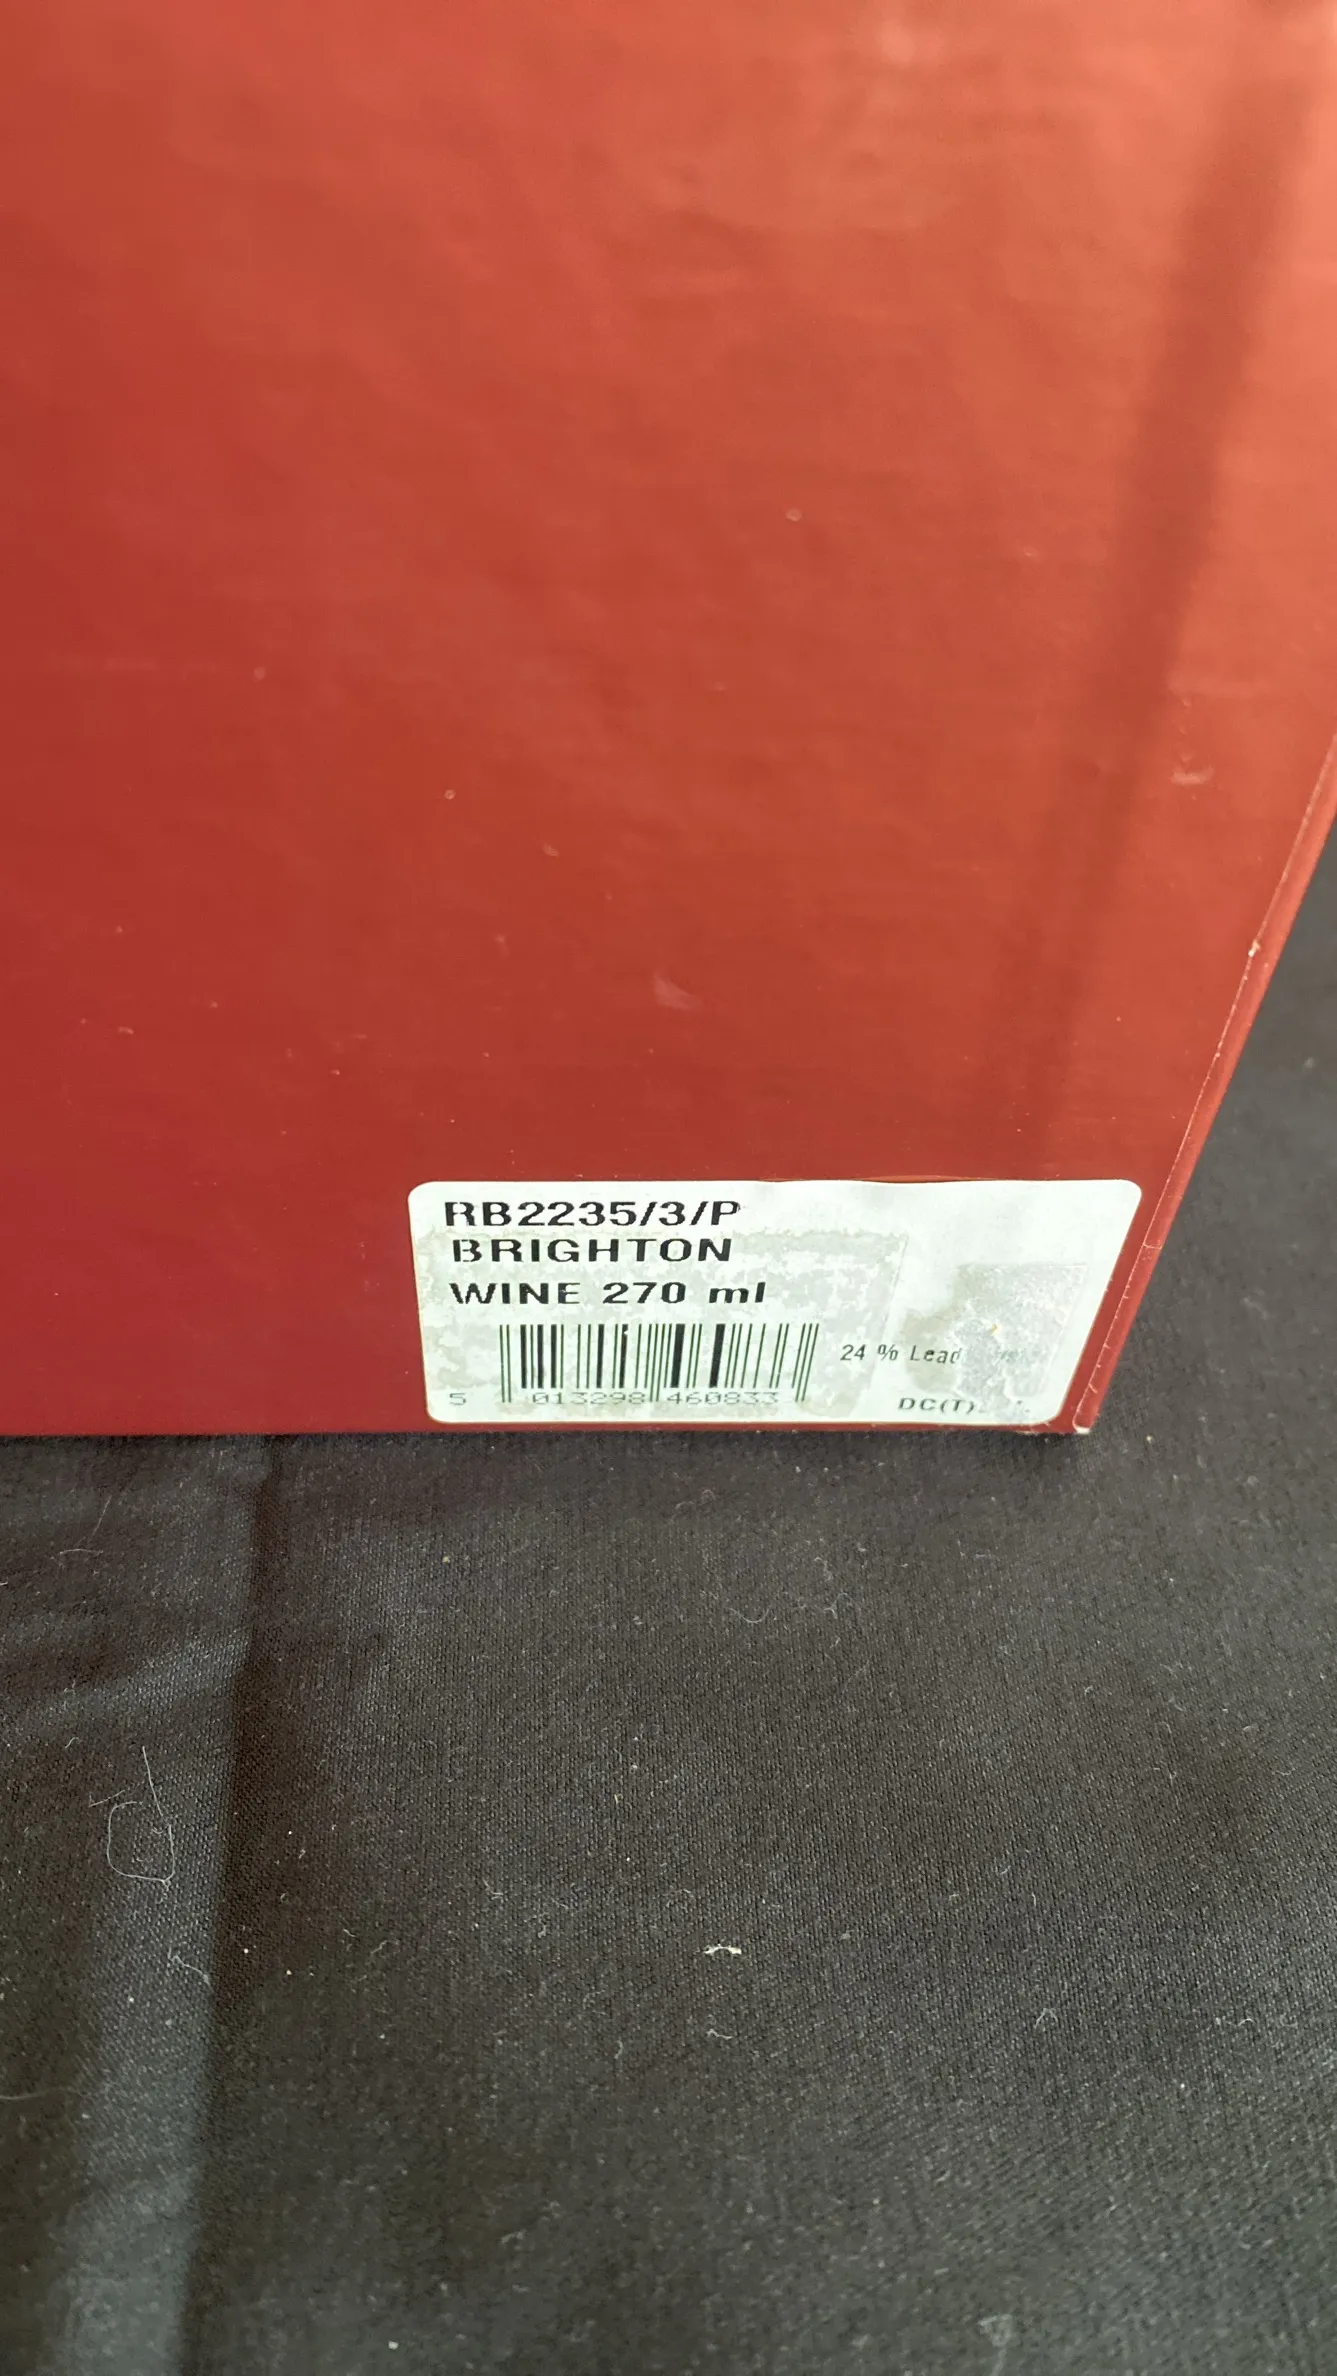 RB2235/3/P
BRIGHTON
WINE 270 ml
24 % Lead
5 013298 460833
DC(T)